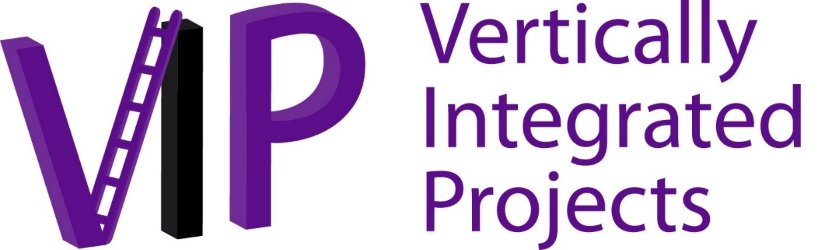 VIP
Vertically
Integrated
Projects